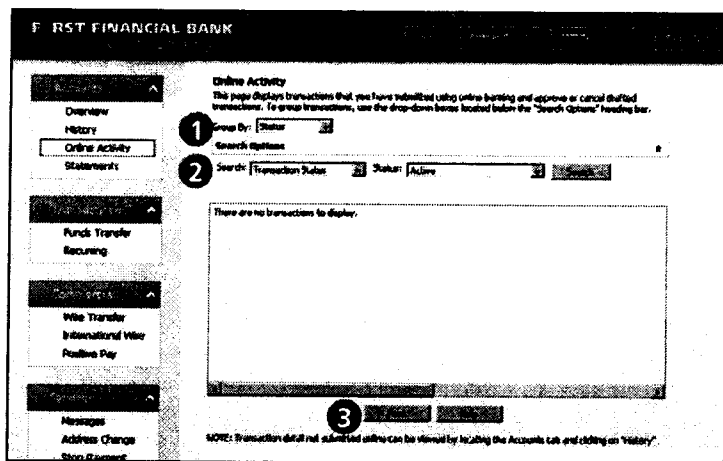 F RST FINANCIAL BANK
Overview
History
Online Activity
Statements
Funds Transfer
Recurring
Wire Transfer
International Wire
Positive Pay
Messages
Address Change
Stop Payment
Online Activity
This page displays transactions that you have submitted using online banking and approve or cancel drafted
transactions. To group transactions, use the drop-down boxes located below the "Search Options" heading bar.
1 Group By: Status
Search Options
2 Search: Transaction Status Status: Active Search
There are no transactions to display.
3
NOTE: Transaction detail not submitted online can be viewed by locating the Accounts tab and clicking on "History".